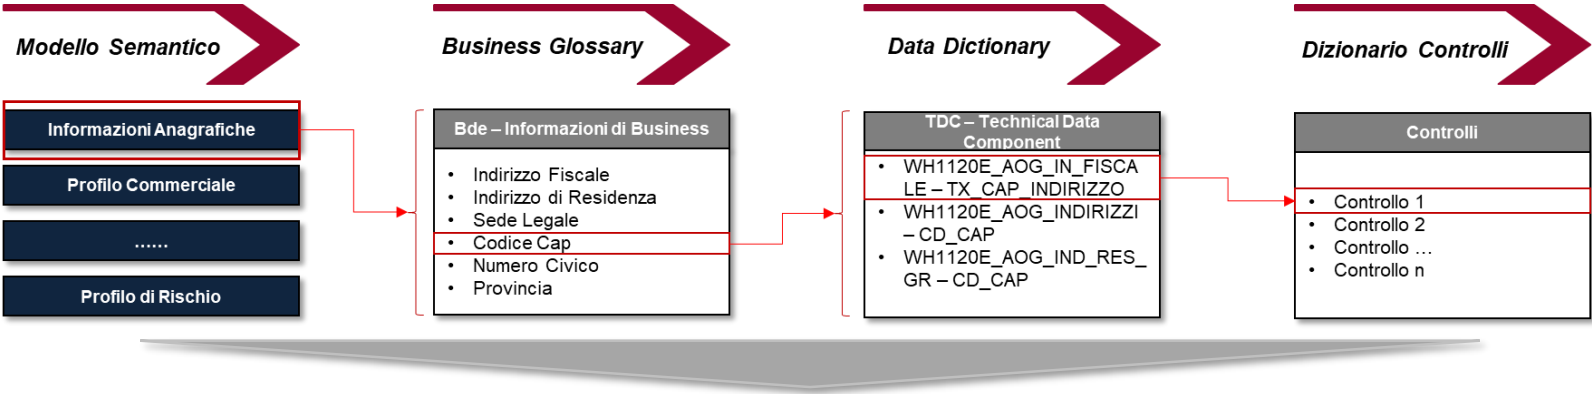 Modello Semantico
Business Glossary
Data Dictionary
Dizionario Controlli
Informazioni Anagrafiche
Profilo Commerciale
......
Profilo di Rischio
Bde – Informazioni di Business
• Indirizzo Fiscale
• Indirizzo di Residenza
• Sede Legale
• Codice Cap
• Numero Civico
• Provincia
TDC – Technical Data
Component
• WH1120E_AOG_IN_FISCA
LE – TX_CAP_INDIRIZZO
• WH1120E_AOG_INDIRIZZI
– CD_CAP
• WH1120E_AOG_IND_RES_
GR – CD_CAP
Controlli
• Controllo 1
• Controllo 2
• Controllo ...
• Controllo n